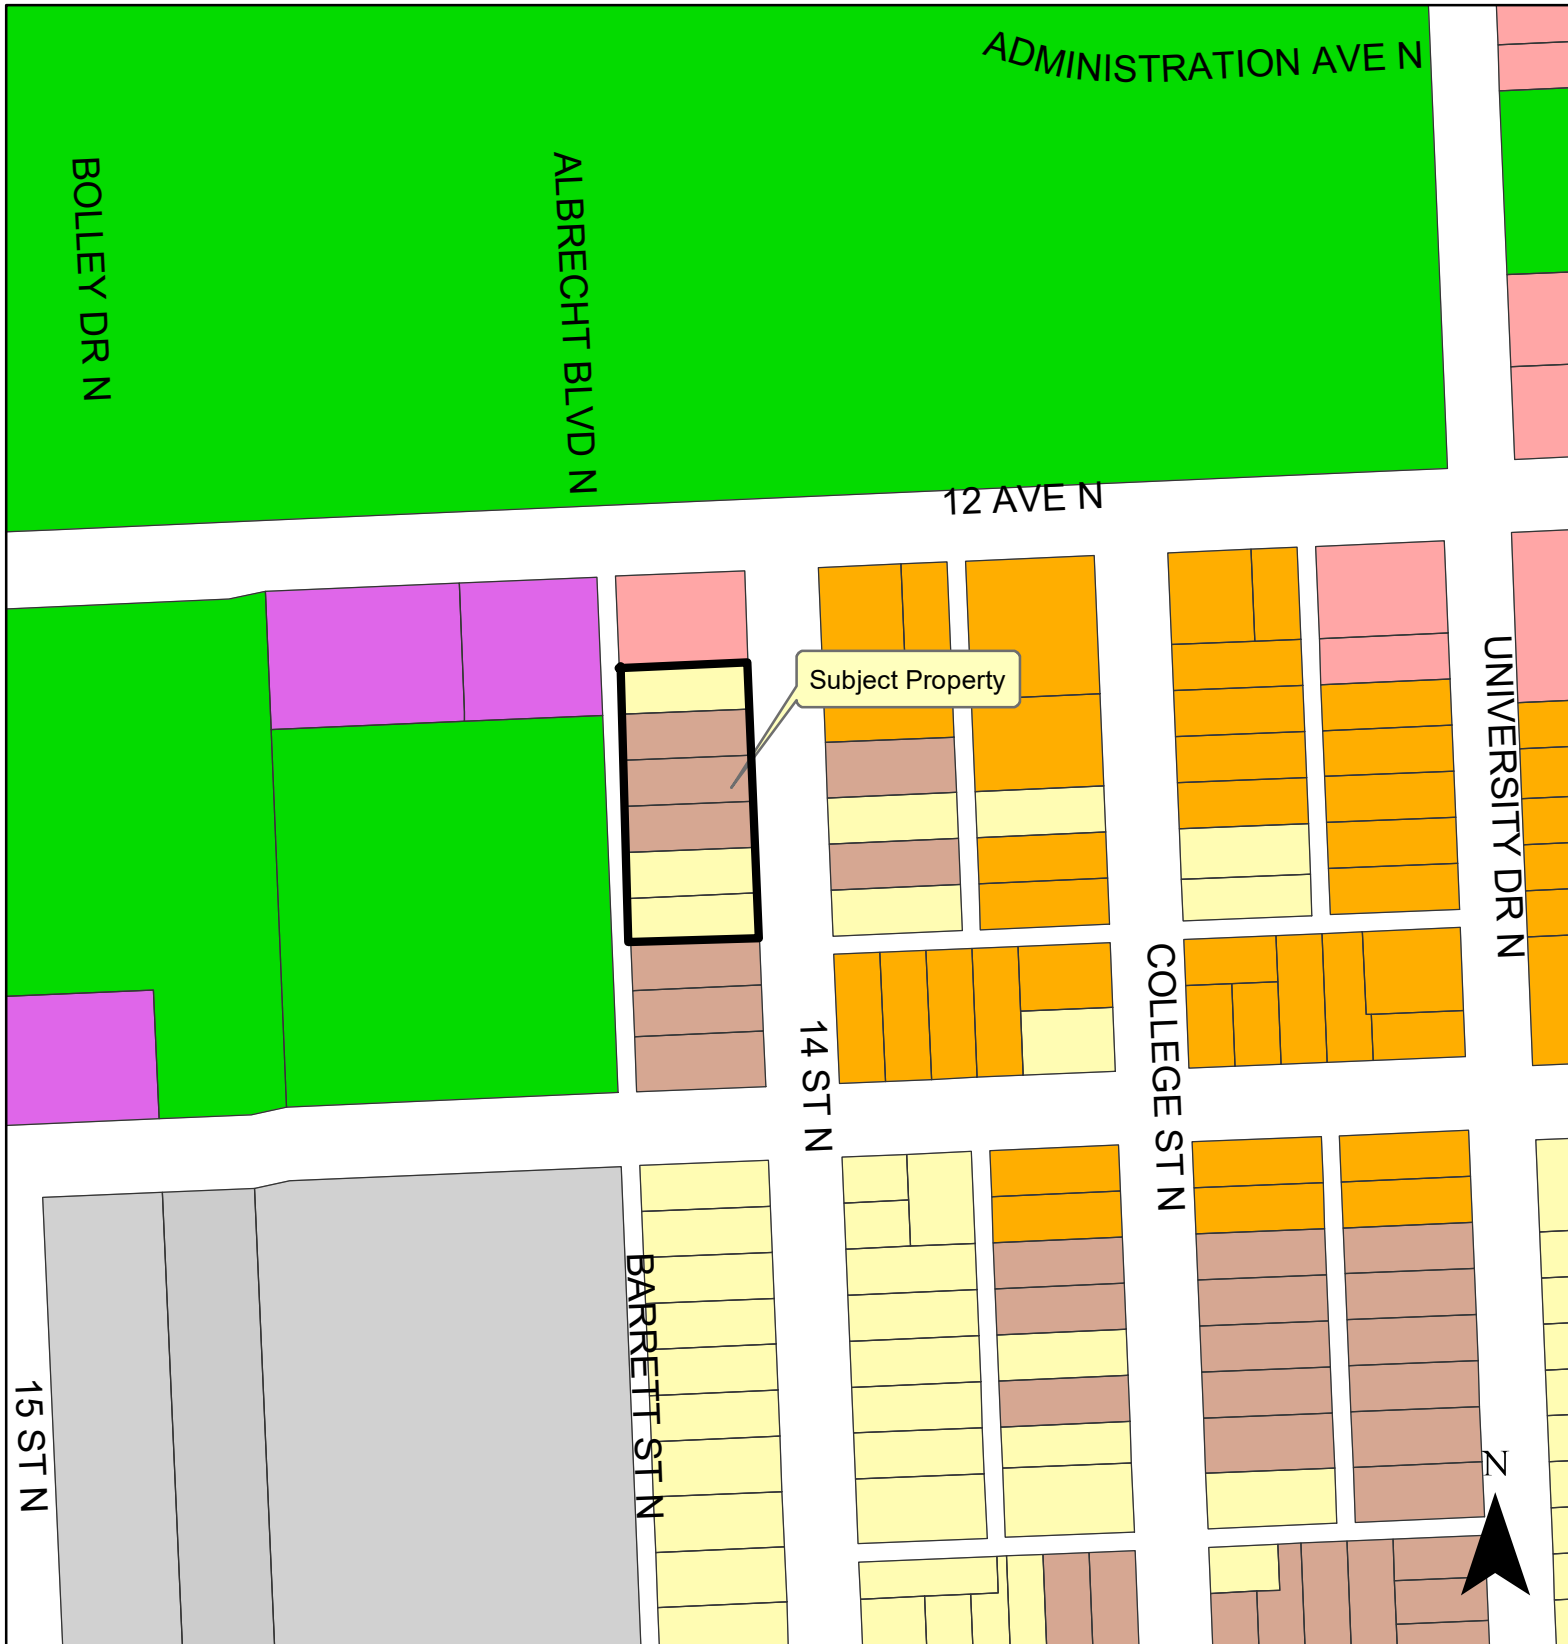 ADMINISTRATION AVE N
BOLLEY DR N
ALBRECHT BLVD N
12 AVE N
Subject Property
UNIVERSITY DR N
COLLEGE ST N
14 ST N
BARRETT ST N
15 ST N
N